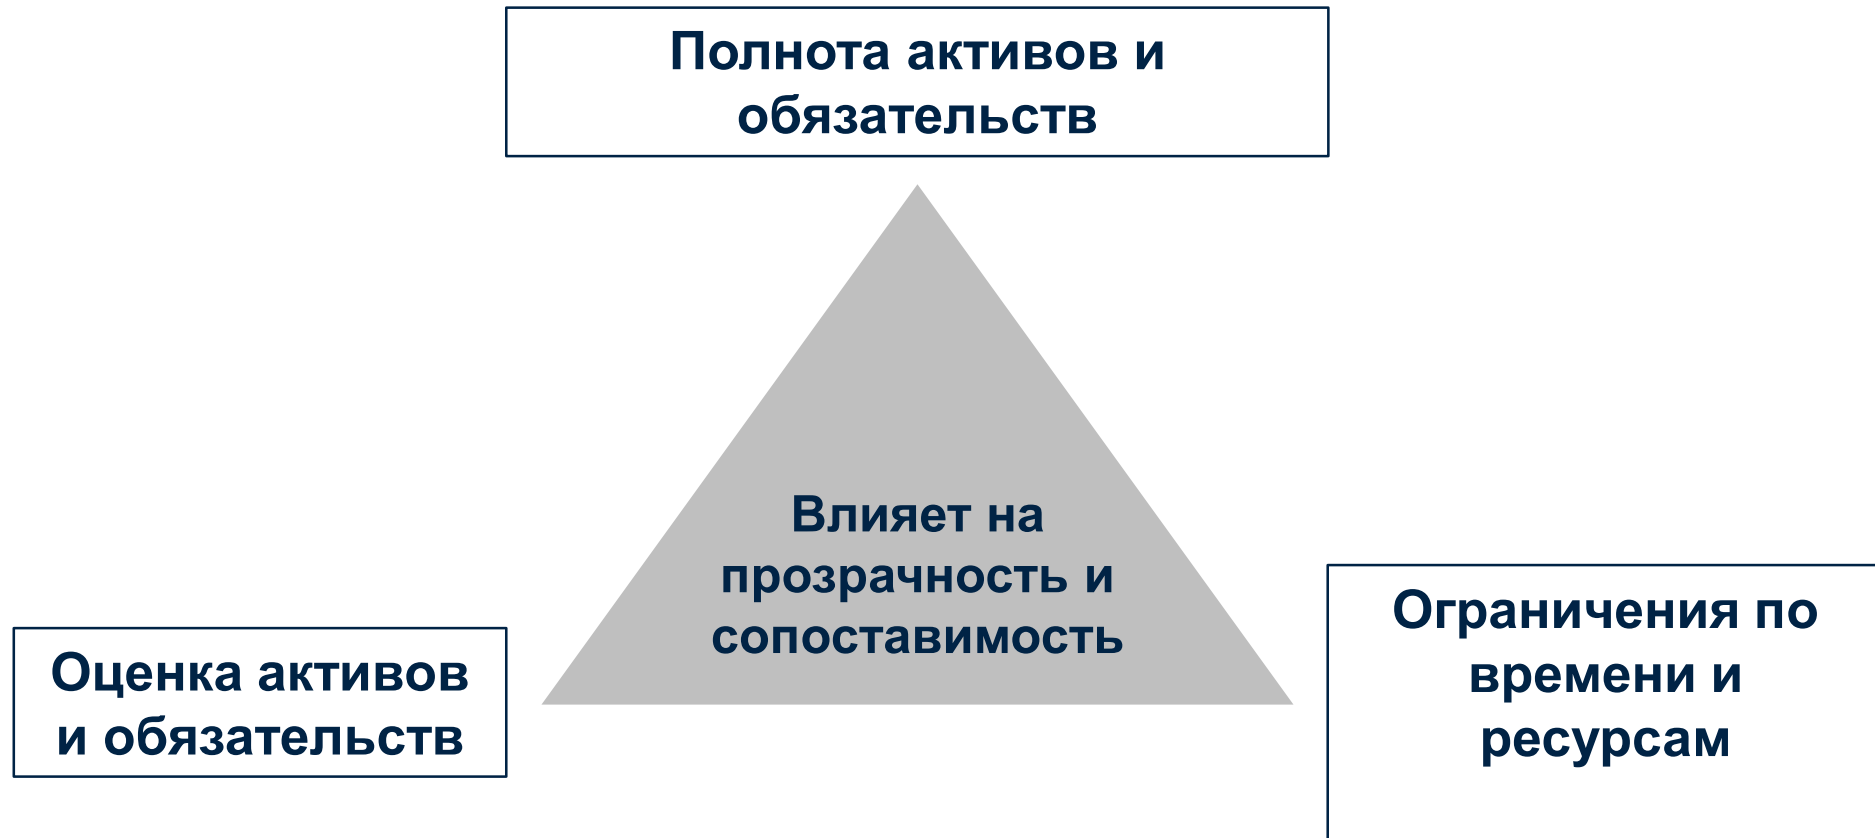 Полнота активов и
обязательств
Влияет на
прозрачность и
сопоставимость
Оценка активов
и обязательств
Ограничения по
времени и
ресурсам